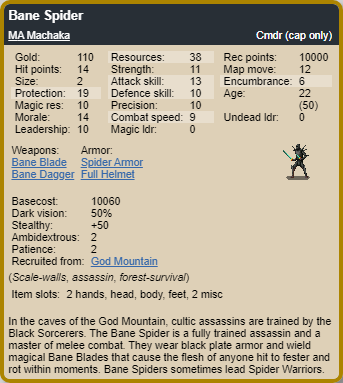 Bane Spider
MA Machaka Cmdr (cap only)
Gold: 110 Resources: 38 Rec points: 10000
Hit points: 14 Strength: 11 Map move: 12
Size: 2 Attack skill: 13 Encumbrance: 6
Protection: 19 Defence skill: 10 Age: 22
Magic res: 10 Precision: 10 (50)
Morale: 14 Combat speed: 9 Undead ldr: 0
Leadership: 10 Magic ldr: 0
Weapons: Armor:
Bane Blade Spider Armor
Bane Dagger Full Helmet
Basecost: 10060
Dark vision: 50%
Stealthy: +50
Ambidextrous: 2
Patience: 2
Recruited from: God Mountain
(Scale-walls, assassin, forest-survival)
Item slots: 2 hands, head, body, feet, 2 misc
In the caves of the God Mountain, cultic assassins are trained by the
Black Sorcerers. The Bane Spider is a fully trained assassin and a
master of melee combat. They wear black plate armor and wield
magical Bane Blades that cause the flesh of anyone hit to fester and
rot within moments. Bane Spiders sometimes lead Spider Warriors.